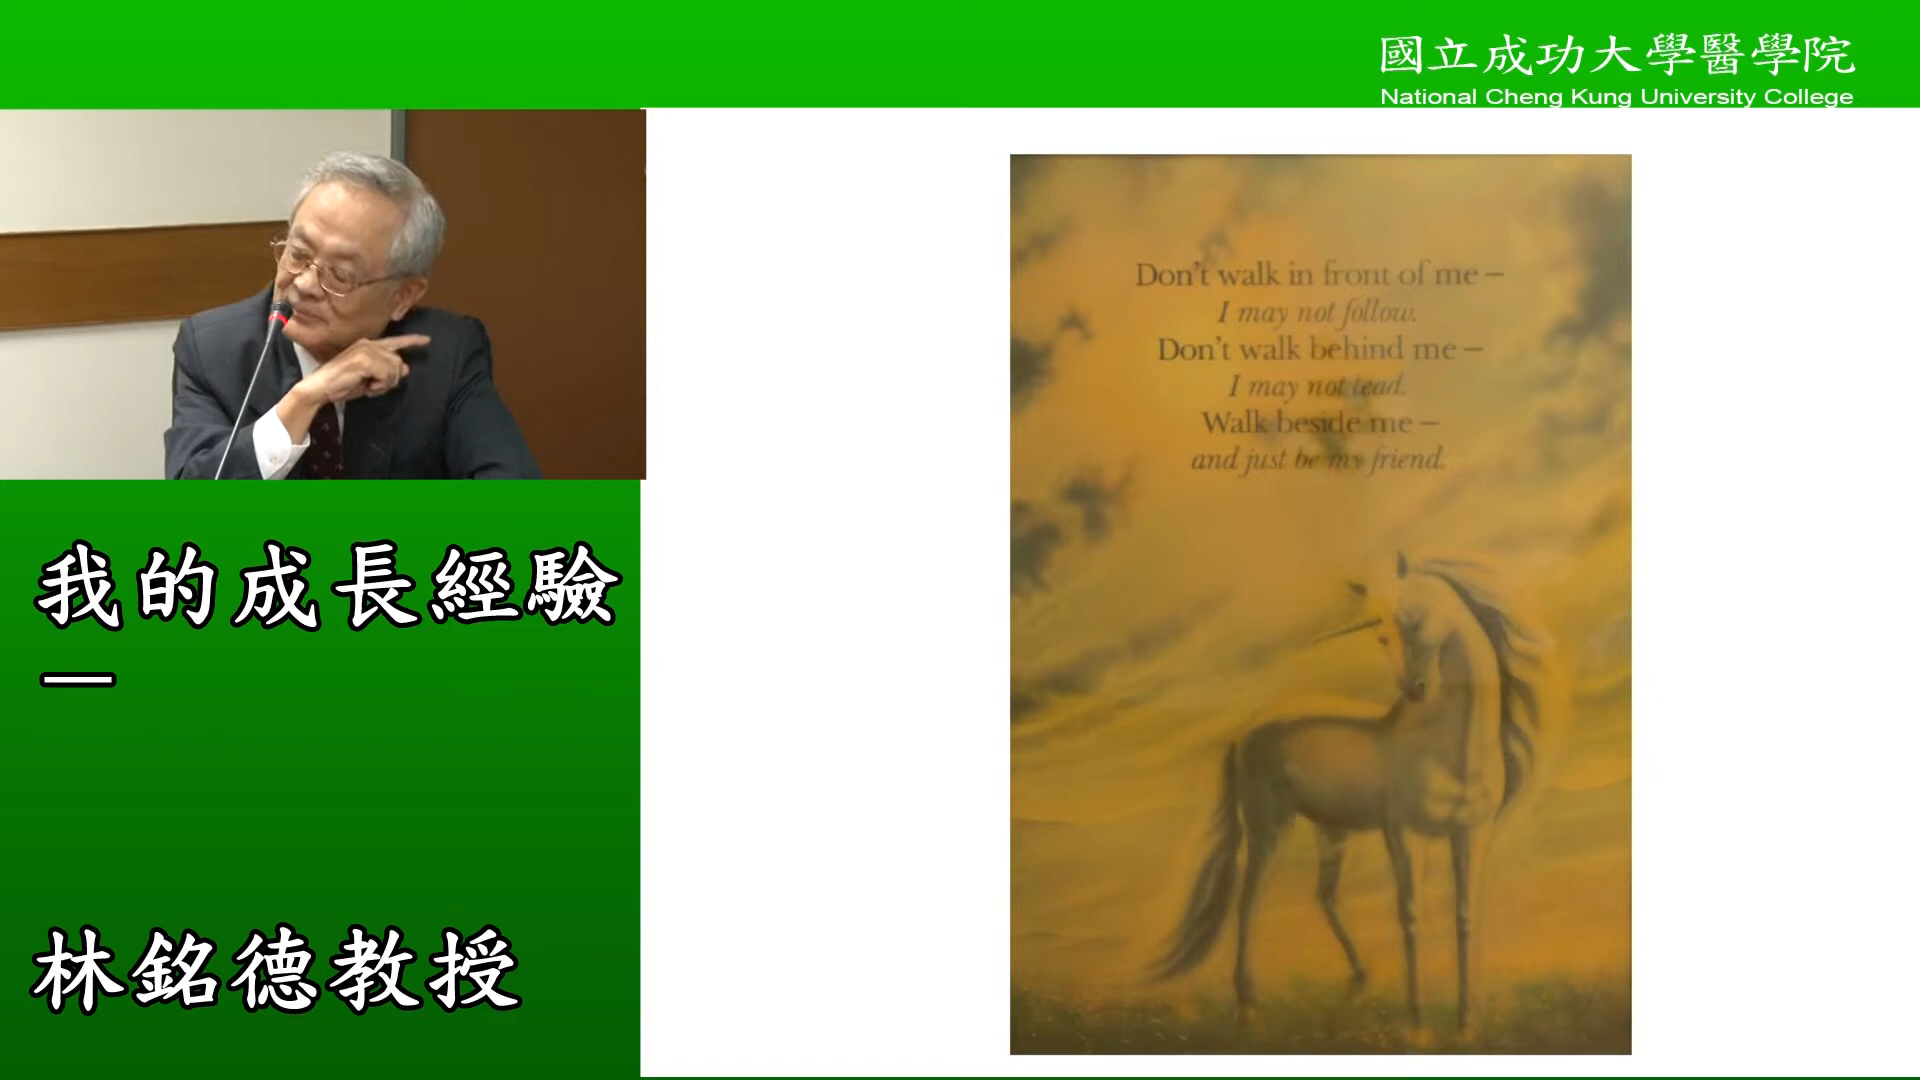 國立成功大學醫學院
National Cheng Kung University College
Don't walk in front of me –
I may not follow.
Don't walk behind me –
I may not lead.
Walk beside me –
and just be my friend.
我的成長經驗
—
林銘德教授